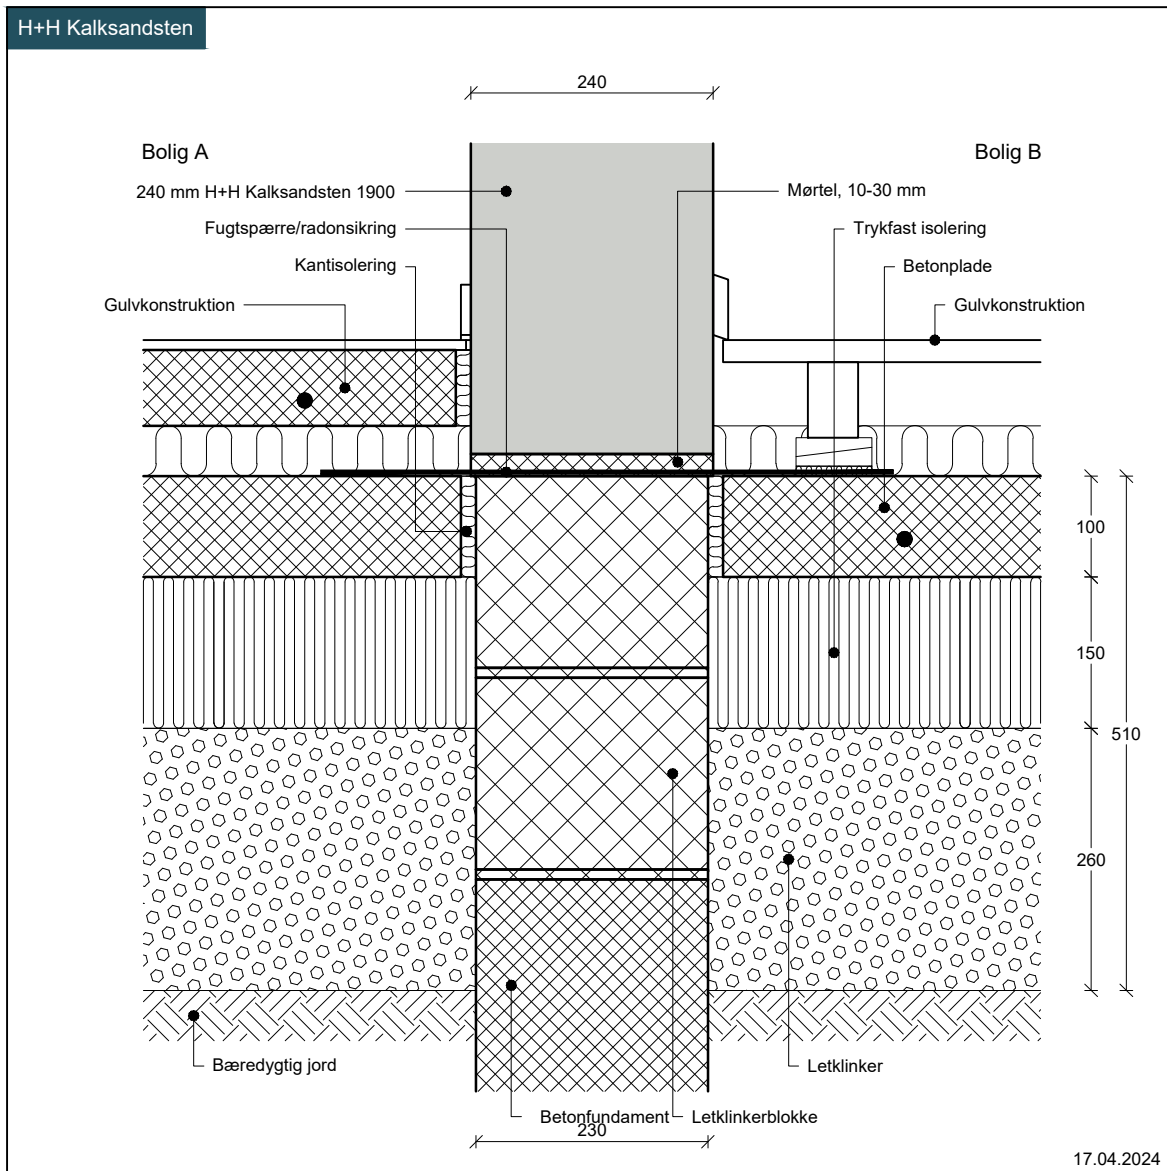 H+H Kalksandsten
240
Bolig A
Bolig B
240 mm H+H Kalksandsten 1900
Mørtel, 10-30 mm
Fugtspærre/radonsikring
Trykfast isolering
Kantisolering
Betonplade
Gulvkonstruktion
Gulvkonstruktion
100
150
510
260
Bæredygtig jord
Letklinker
Betonfundament
Letklinkerblokke
230
17.04.2024